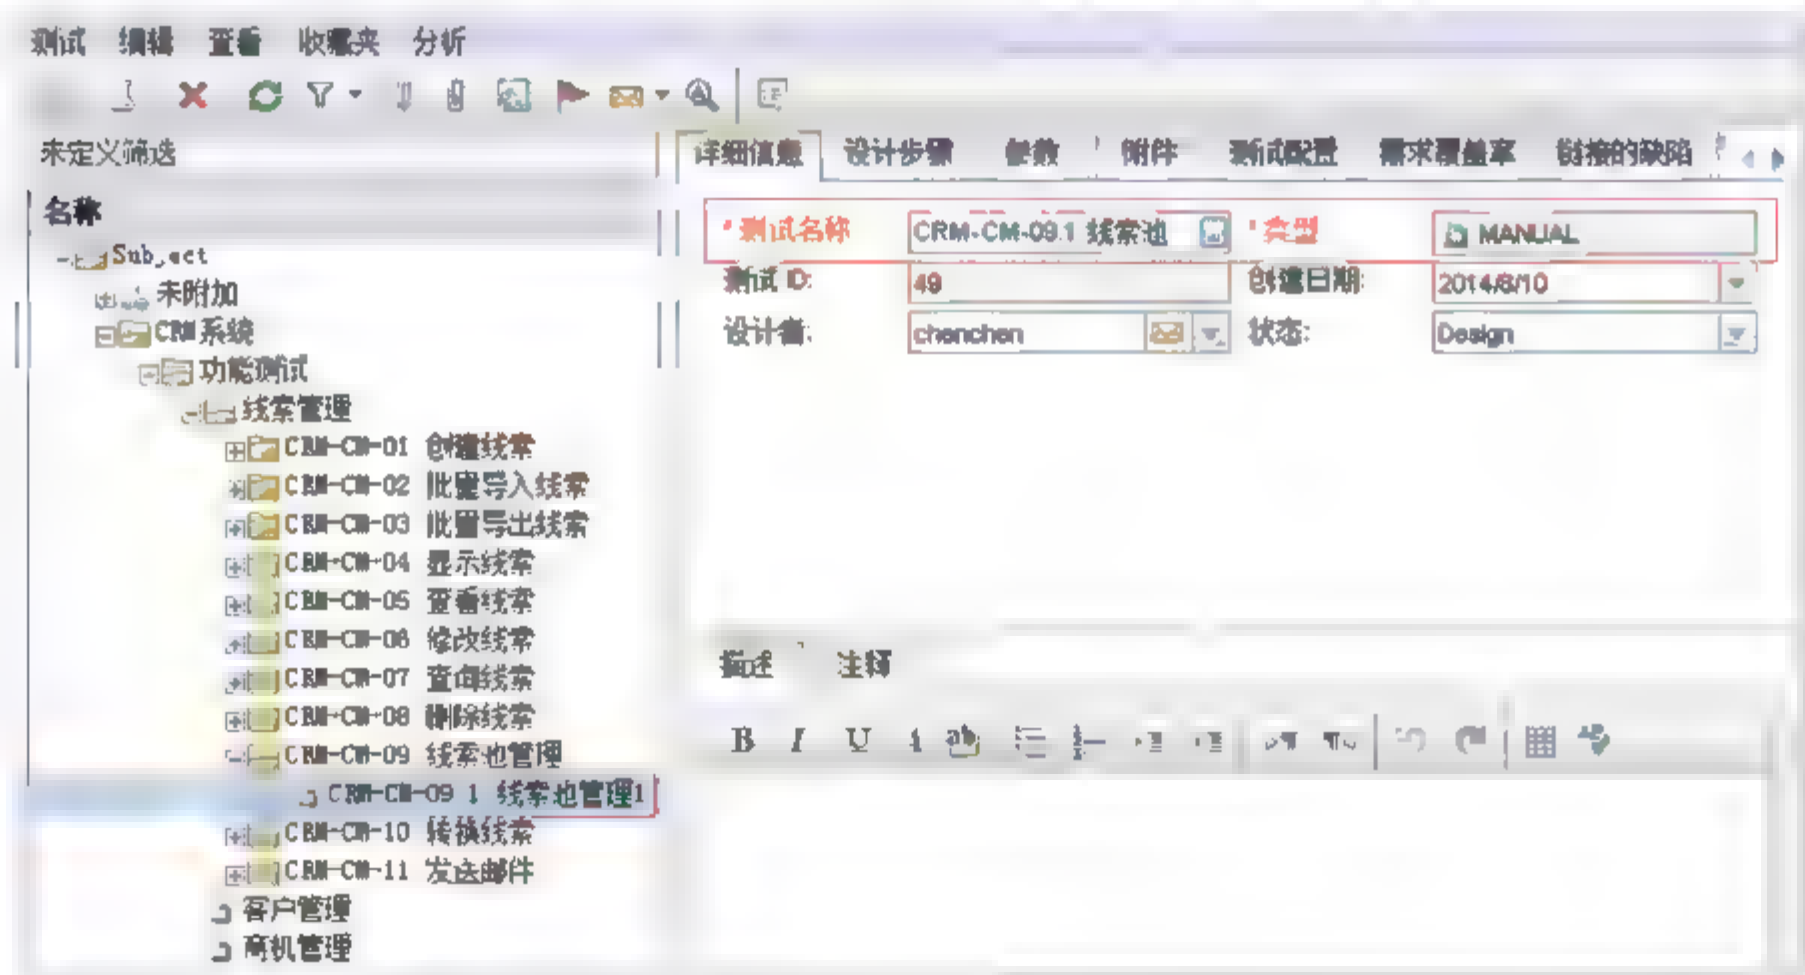 测试 编辑 查看 收藏夹 分析
未定义筛选
名称
Subject
未附加
CRM系统
功能测试
线索管理
CRM-CM-01 创建线索
CRM-CM-02 批量导入线索
CRM-CM-03 批量导出线索
CRM-CM-04 显示线索
CRM-CM-05 查看线索
CRM-CM-06 修改线索
CRM-CM-07 查询线索
CRM-CM-08 删除线索
CRM-CM-09 线索池管理
CRM-CM-09.1 线索池管理1
CRM-CM-10 转换线索
CRM-CM-11 发送邮件
客户管理
商机管理
详细信息 设计步骤 参数 附件 测试配置 需求覆盖率 链接的缺陷
*测试名称 CRM-CM-09.1 线索池 *类型 MANUAL
测试 ID: 49 创建日期: 2014/8/10
设计者: chenchen 状态: Design
描述 注释
B I U A ab